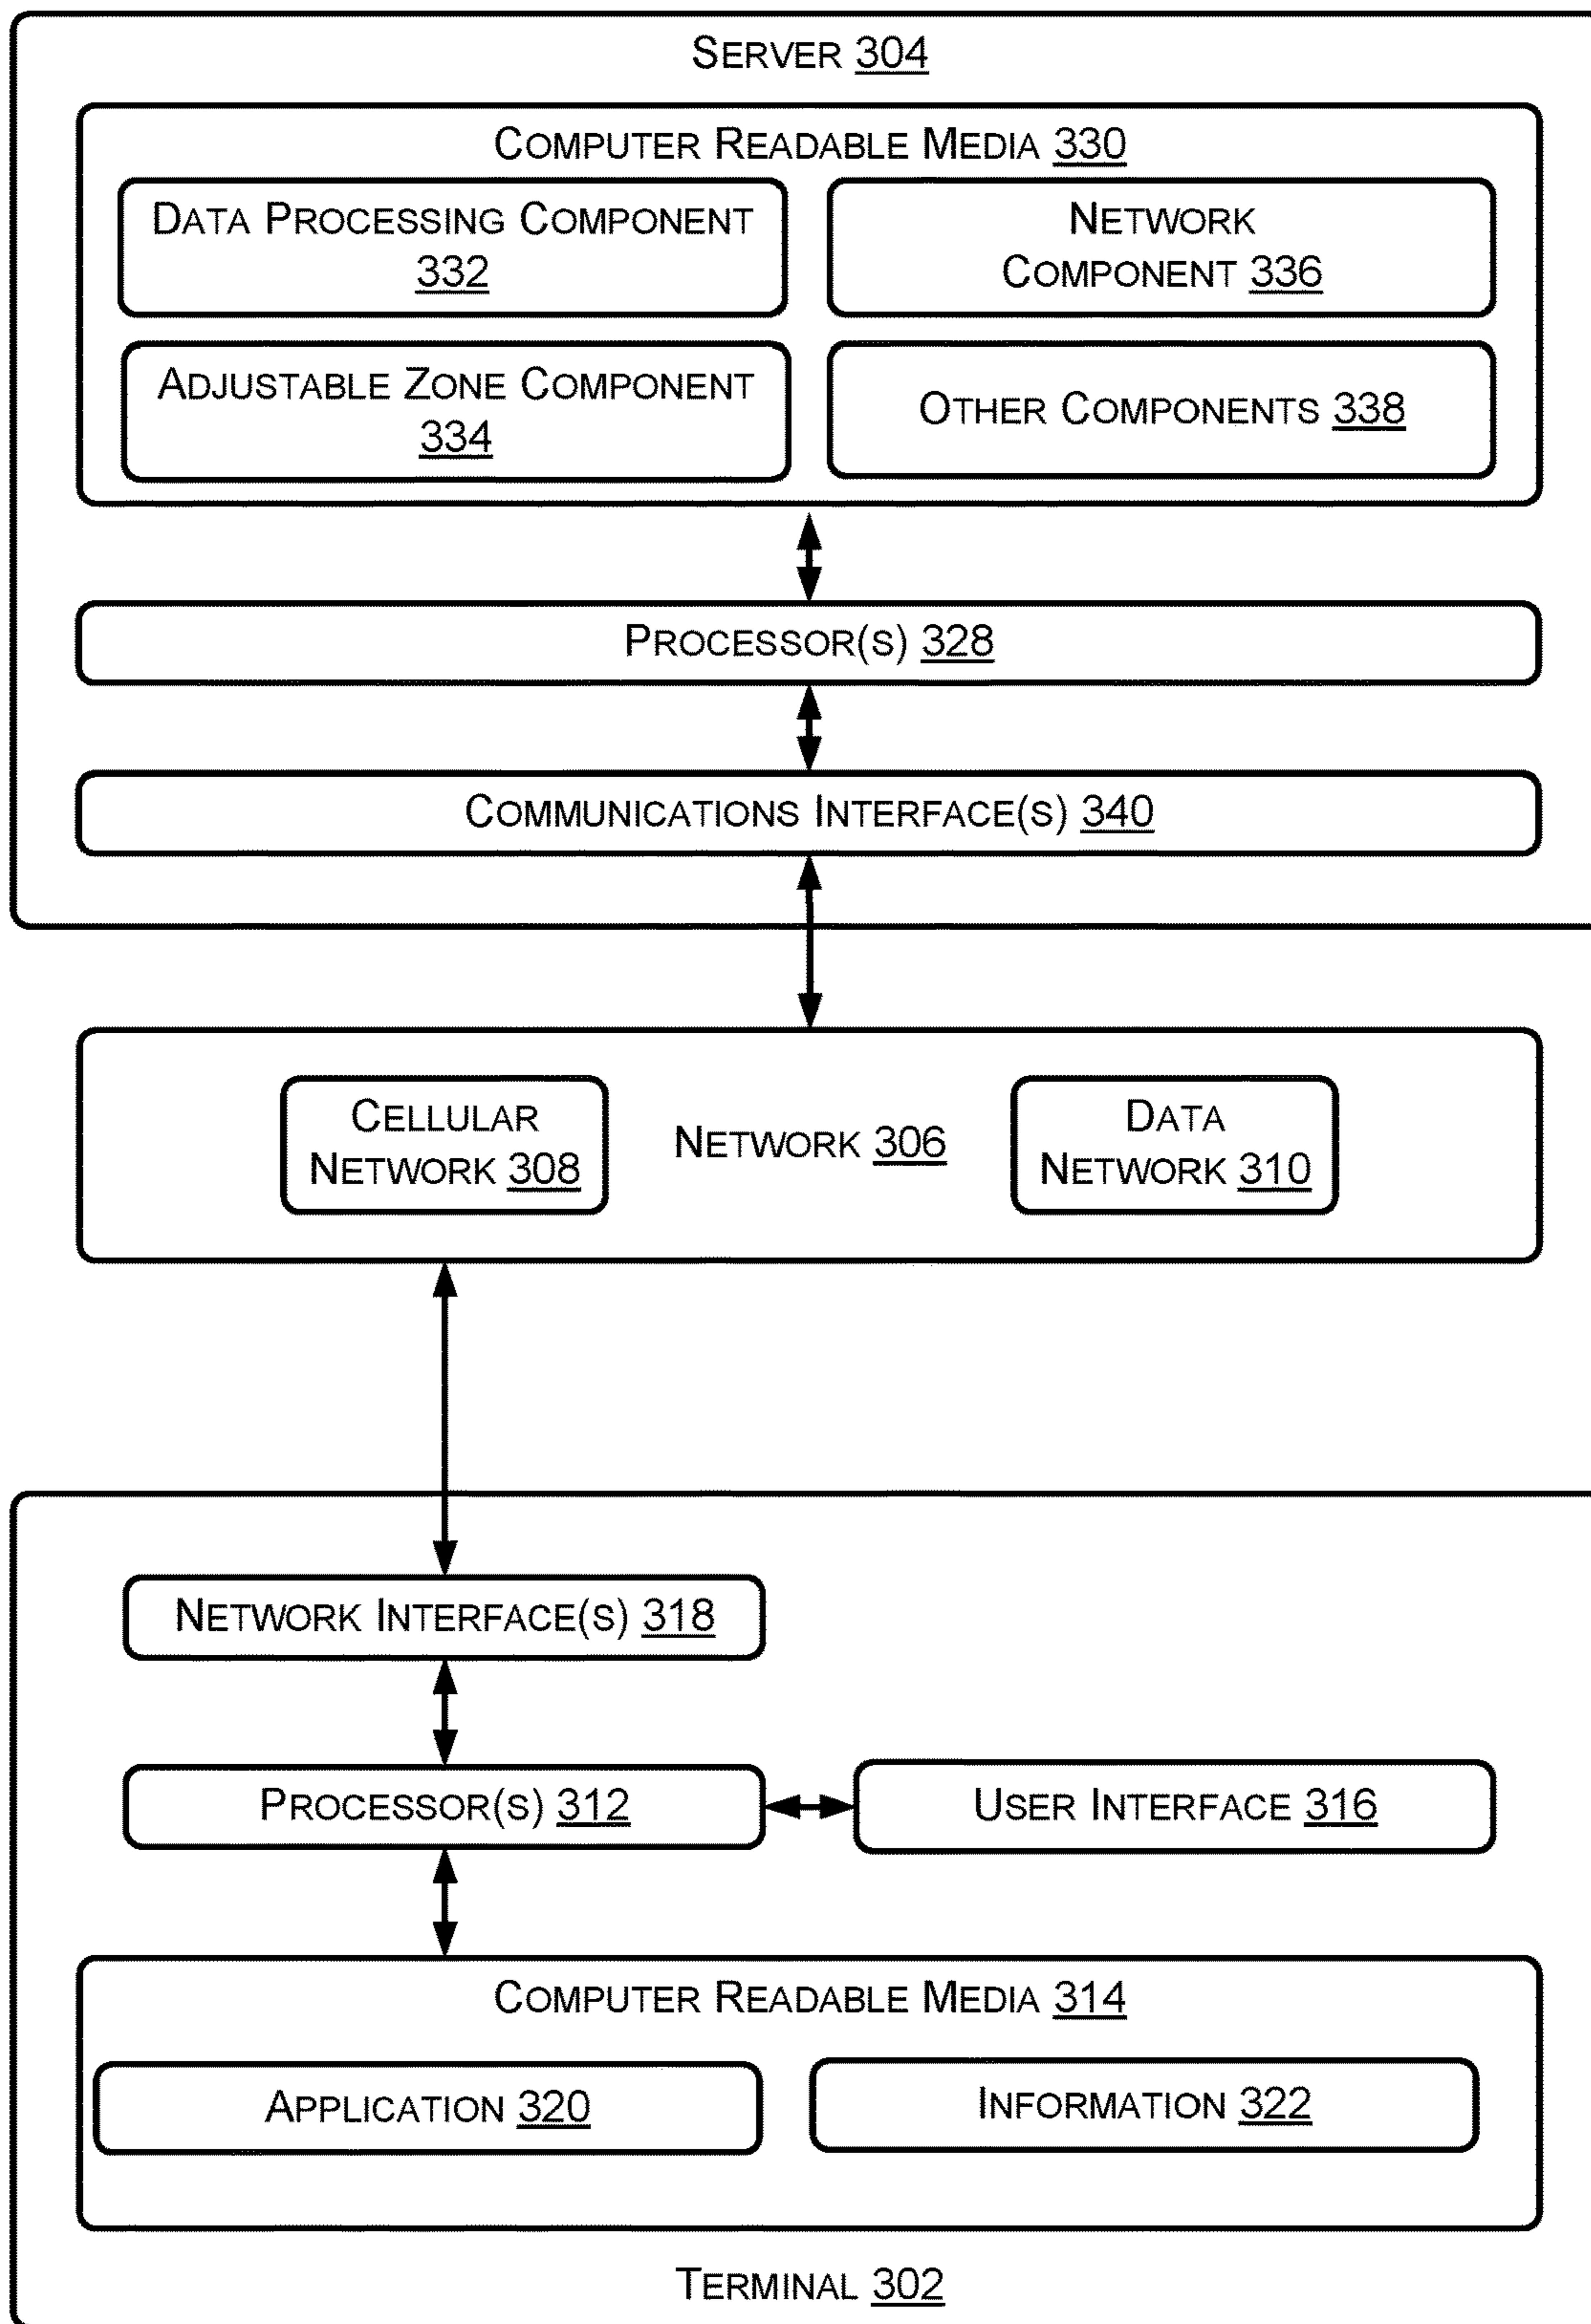 SERVER 304
COMPUTER READABLE MEDIA 330
DATA PROCESSING COMPONENT
332
NETWORK
COMPONENT 336
ADJUSTABLE ZONE COMPONENT
334
OTHER COMPONENTS 338
PROCESSOR(S) 328
COMMUNICATIONS INTERFACE(S) 340
CELLULAR
NETWORK 308
NETWORK 306
DATA
NETWORK 310
NETWORK INTERFACE(S) 318
PROCESSOR(S) 312
USER INTERFACE 316
COMPUTER READABLE MEDIA 314
APPLICATION 320
INFORMATION 322
TERMINAL 302